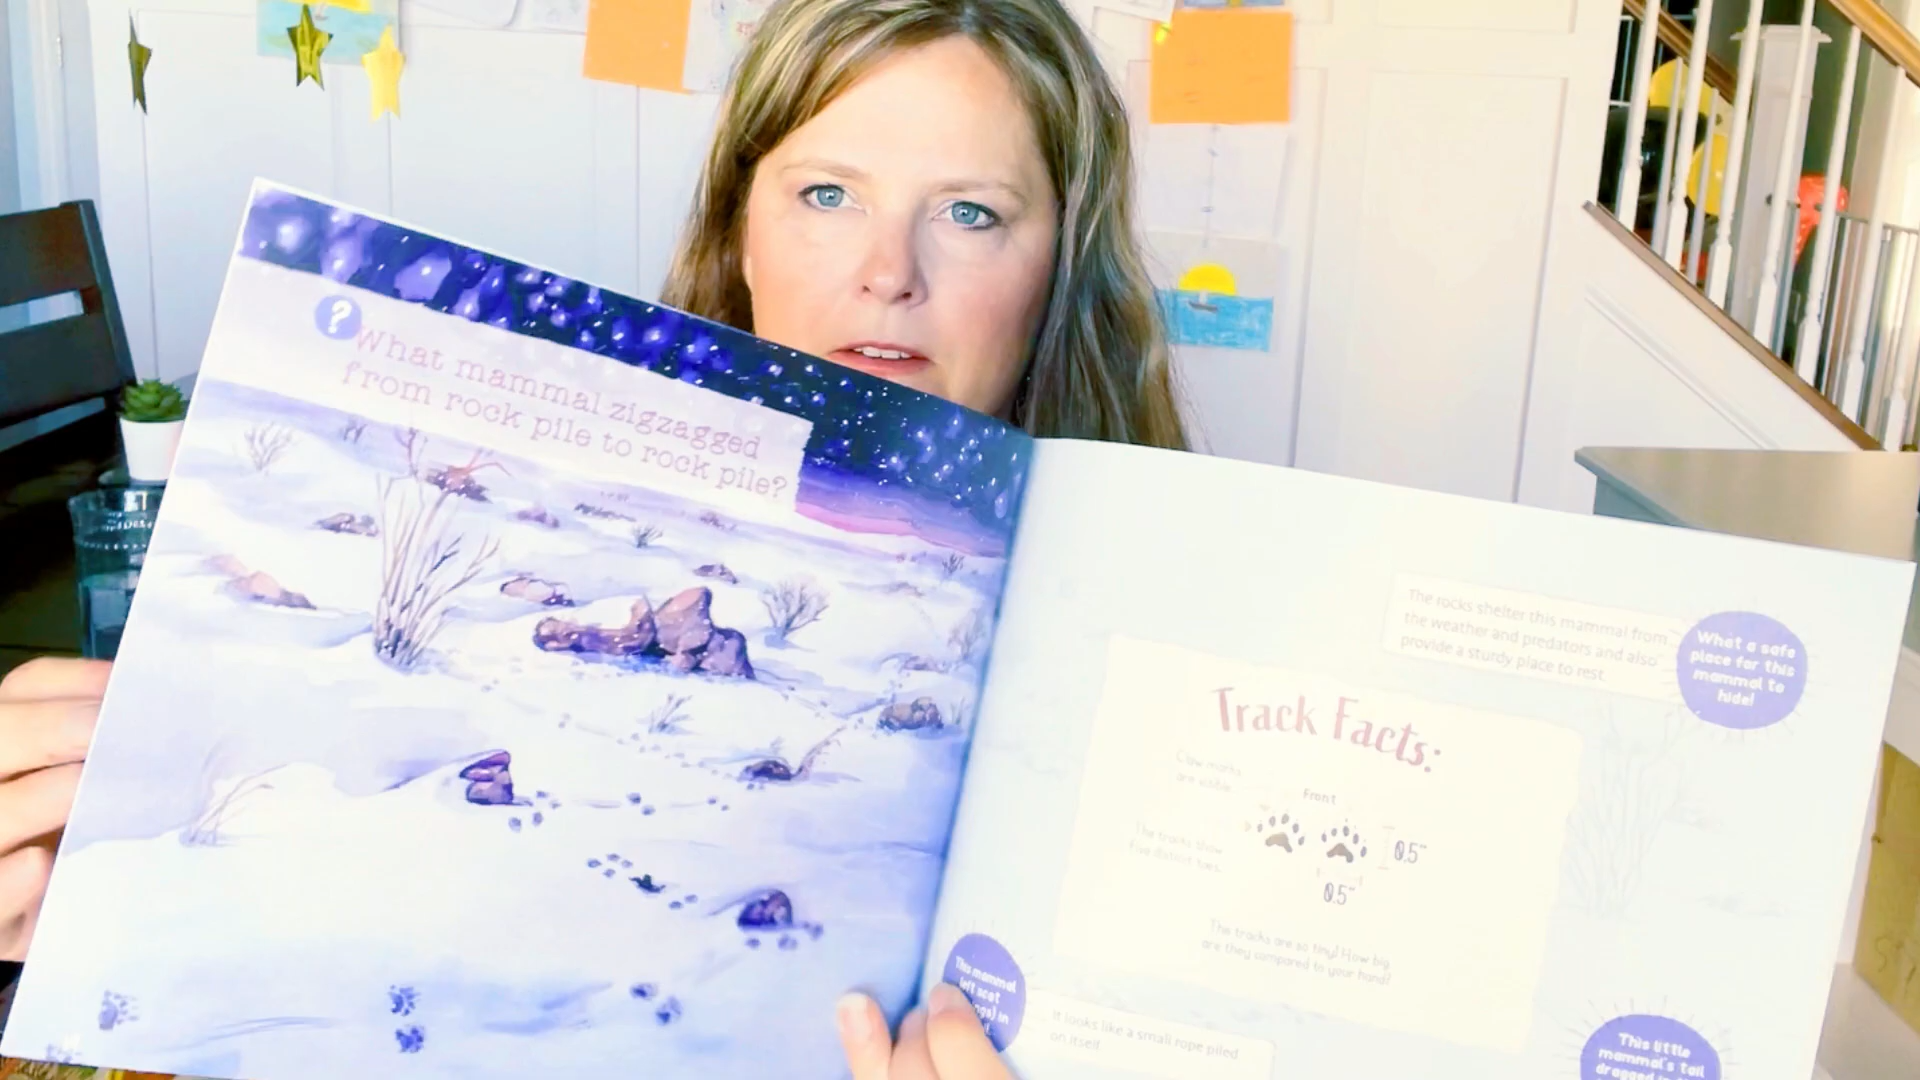 ?
What mammal zigzagged
from rock pile to rock pile?
The rocks shelter this mammal from
the weather and predators and also
provide a sturdy place to rest.
What a safe
place for this
mammal to
hide!
Track Facts:
Claw marks
are visible.
Front
The tracks show
five distinct toes.
0.5"
0.5"
The tracks are so tiny! How big
are they compared to your hand?
This mammal
left scat
in
It looks like a small rope piled
on itself.
This little
mammal's tail
dragged in